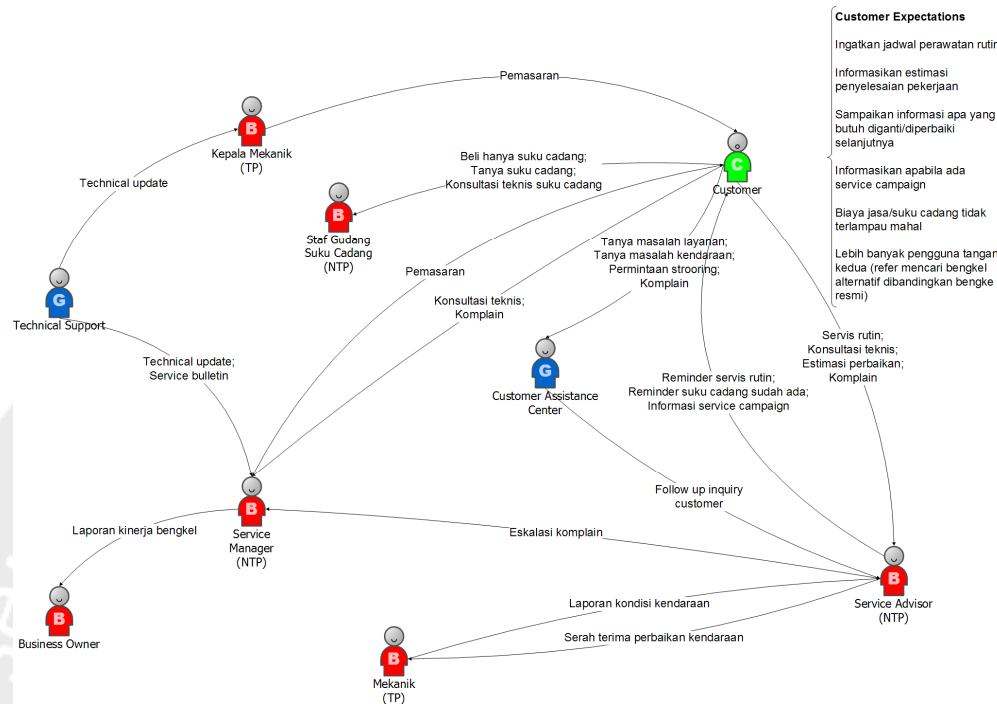 Customer Expectations
Ingatkan jadwal perawatan rutin
Informasikan estimasi
penyelesaian pekerjaan
Sampaikan informasi apa yang
butuh diganti/diperbaiki
selanjutnya
Informasikan apabila ada
service campaign
Biaya jasa/suku cadang tidak
terlampau mahal
Lebih banyak pengguna tangan
kedua (refer mencari bengkel
alternatif dibandingkan bengke
resmi)
Pemasaran
B
Kepala Mekanik
(TP)
Technical update
Beli hanya suku cadang;
Tanya suku cadang;
Konsultasi teknis suku cadang
C
Customer
B
Staf Gudang
Suku Cadang
(NTP)
Tanya masalah layanan;
Tanya masalah kendaraan;
Permintaan strooring;
Komplain
Pemasaran
G
Technical Support
Konsultasi teknis;
Komplain
Servis rutin;
Konsultasi teknis;
Estimasi perbaikan;
Komplain
Technical update;
Service bulletin
G
Customer Assistance
Center
Reminder servis rutin;
Reminder suku cadang sudah ada;
Informasi service campaign
Follow up inquiry
customer
B
Service
Manager
(NTP)
Laporan kinerja bengkel
Eskalasi komplain
B
Service Advisor
(NTP)
Laporan kondisi kendaraan
B
Business Owner
Serah terima perbaikan kendaraan
B
Mekanik
(TP)